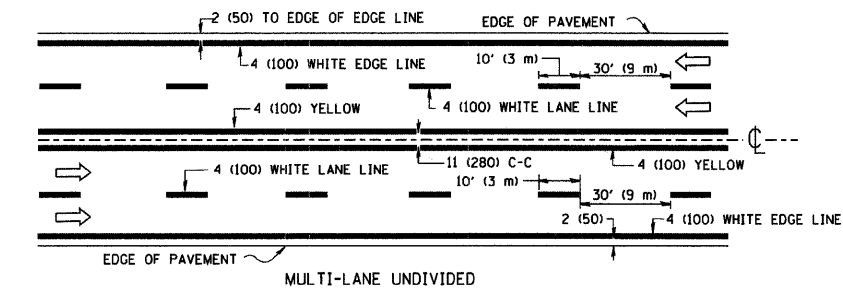 2 (50) TO EDGE OF EDGE LINE
EDGE OF PAVEMENT
4 (100) WHITE EDGE LINE
10' (3 m)
30' (9 m)
4 (100) YELLOW
4 (100) WHITE LANE LINE
℄
4 (100) WHITE LANE LINE
11 (280) C-C
4 (100) YELLOW
10' (3 m)
30' (9 m)
2 (50)
4 (100) WHITE EDGE LINE
EDGE OF PAVEMENT
MULTI-LANE UNDIVIDED